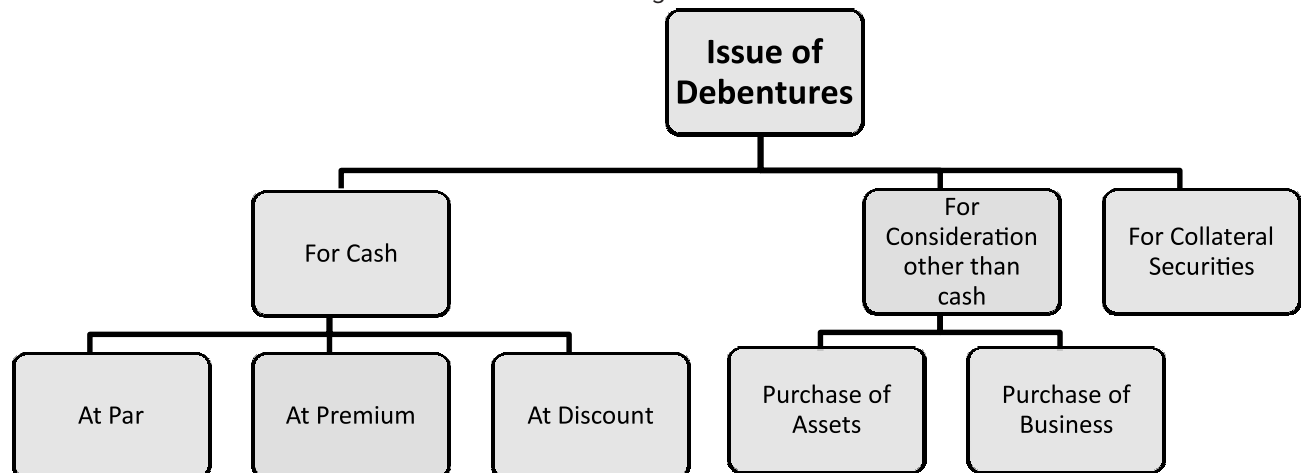 Issue of
Debentures
For Cash
For
Consideration
other than
cash
For Collateral
Securities
At Par
At Premium
At Discount
Purchase of
Assets
Purchase of
Business